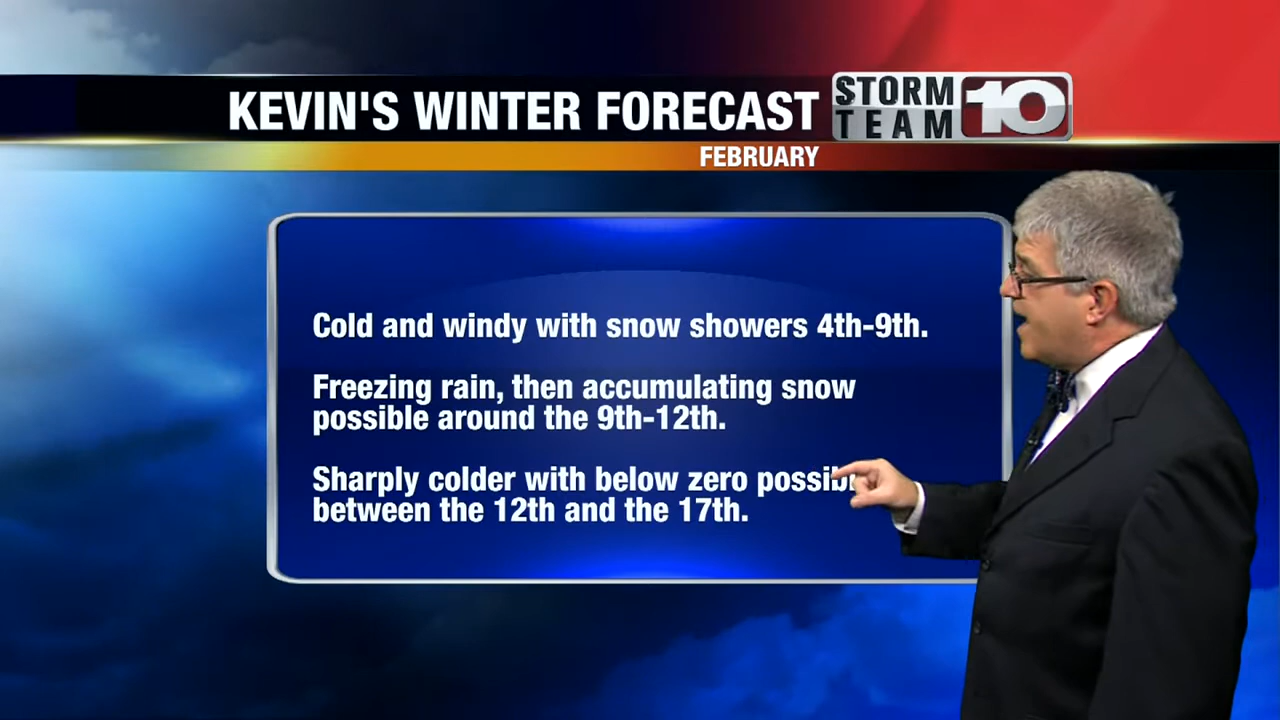 KEVIN'S WINTER FORECAST
STORM
TEAM
10
FEBRUARY
Cold and windy with snow showers 4th-9th.
Freezing rain, then accumulating snow
possible around the 9th-12th.
Sharply colder with below zero
between the 12th and the 17th.